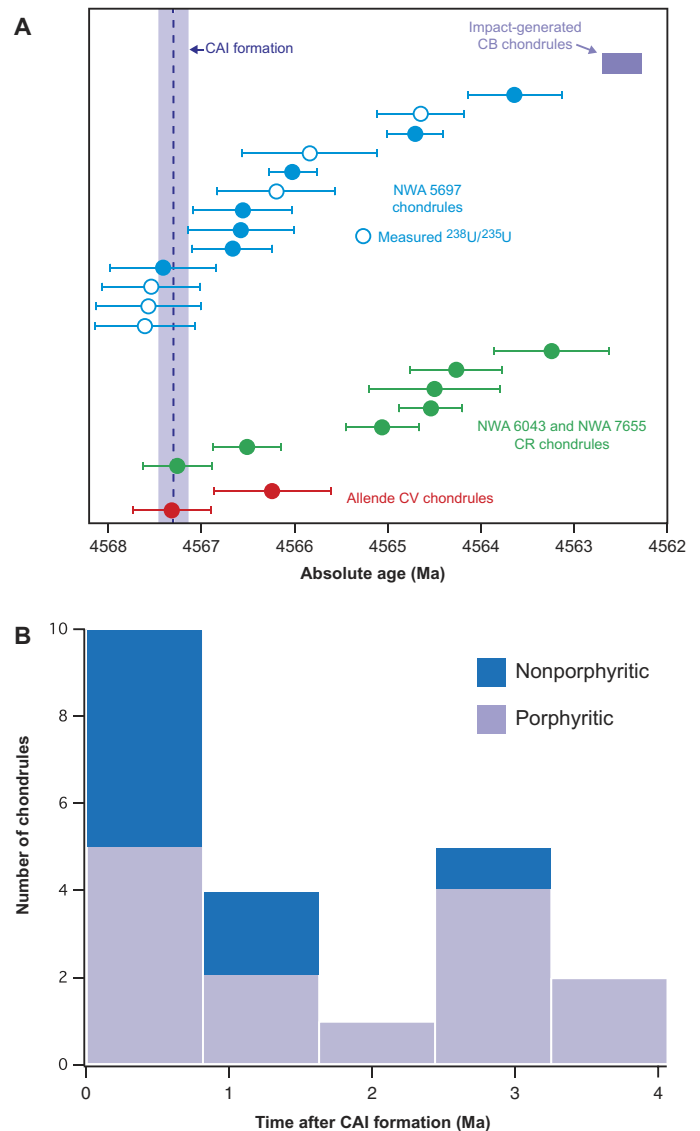 A
Impact-generated
CB chondrules
CAI formation
NWA 5697
chondrules
Measured ²³⁸U/²³⁵U
NWA 6043 and NWA 7655
CR chondrules
Allende CV chondrules
4568 4567 4566 4565 4564 4563 4562
Absolute age (Ma)
B
10
8
6
4
2
0
Number of chondrules
Nonporphyritic
Porphyritic
0 1 2 3 4
Time after CAI formation (Ma)